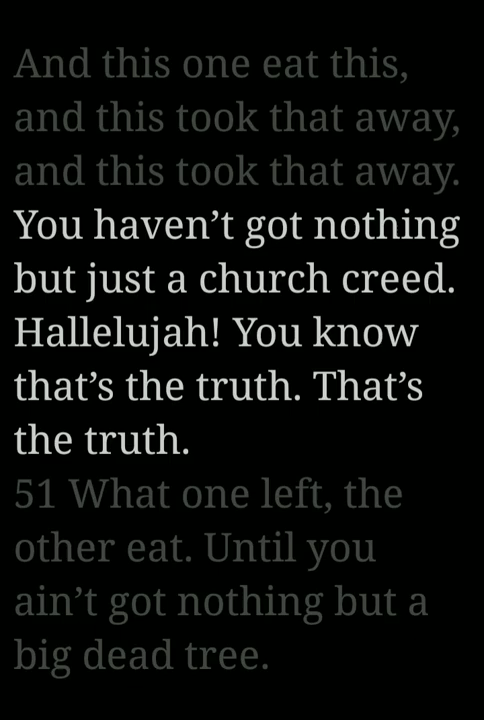 And this one eat this,
and this took that away,
and this took that away.
You haven’t got nothing
but just a church creed.
Hallelujah! You know
that’s the truth. That’s
the truth.
51 What one left, the
other eat. Until you
ain’t got nothing but a
big dead tree.